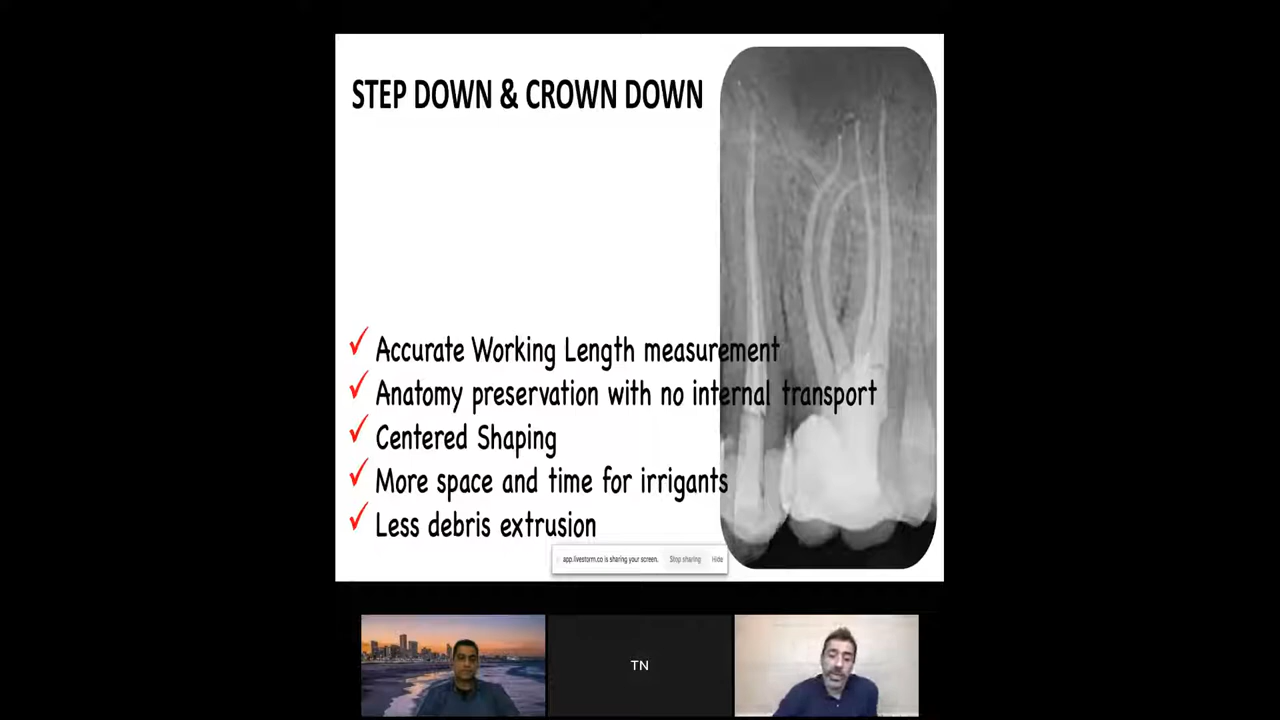 STEP DOWN & CROWN DOWN
✓ Accurate Working Length measurement
✓ Anatomy preservation with no internal transport
✓ Centered Shaping
✓ More space and time for irrigants
✓ Less debris extrusion
app.livestorm.co is sharing your screen. Stop sharing Hide
TN